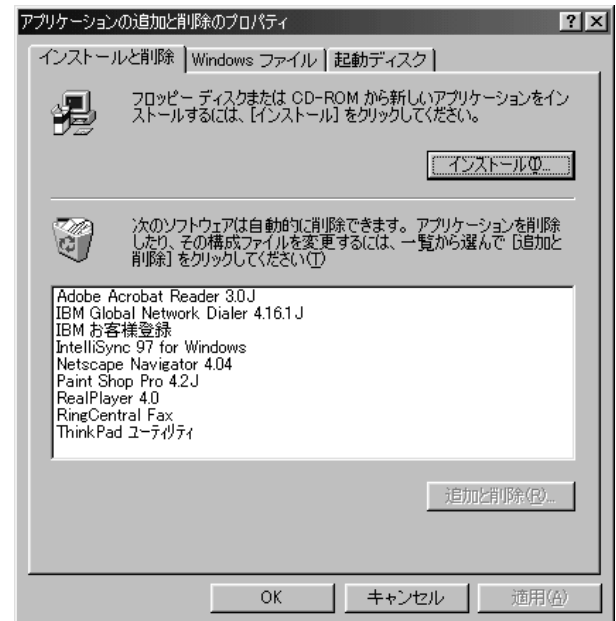 アプリケーションの追加と削除のプロパティ
インストールと削除
Windows ファイル
起動ディスク
フロッピー ディスクまたは CD-ROM から新しいアプリケーションをイン
ストールするには、[インストール] をクリックしてください。
インストール(I)...
次のソフトウェアは自動的に削除できます。アプリケーションを削除
したり、その構成ファイルを変更するには、一覧から選んで [追加と
削除] をクリックしてください(T)
Adobe Acrobat Reader 3.0J
IBM Global Network Dialer 4.16.1J
IBM お客様登録
IntelliSync 97 for Windows
Netscape Navigator 4.04
Paint Shop Pro 4.2J
RealPlayer 4.0
RingCentral Fax
ThinkPad ユーティリティ
追加と削除(R)...
OK
キャンセル
適用(A)